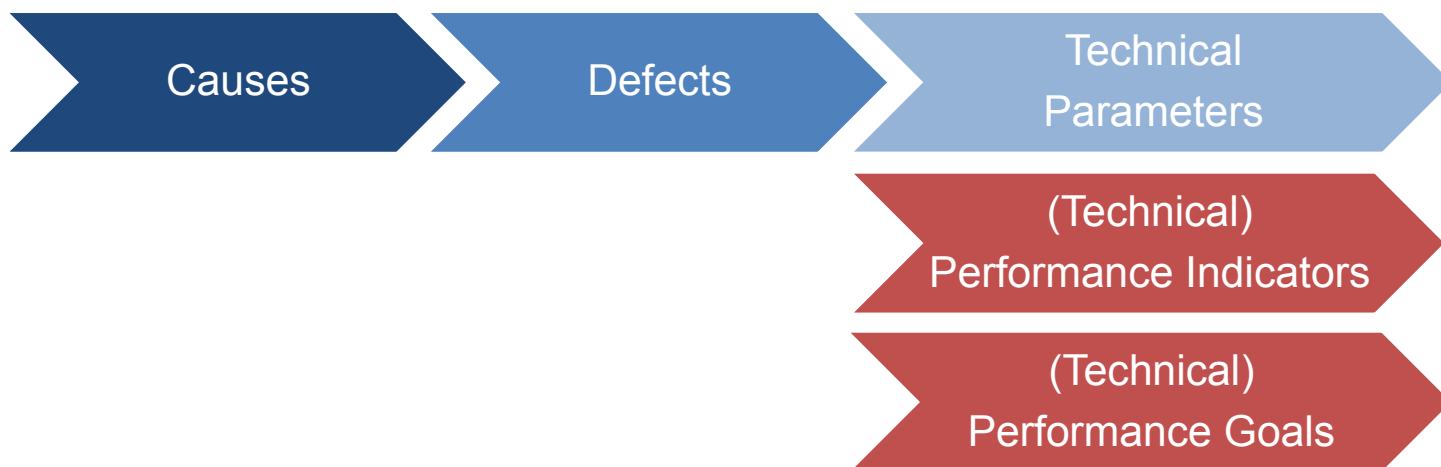 Causes
Defects
Technical
Parameters
(Technical)
Performance Indicators
(Technical)
Performance Goals